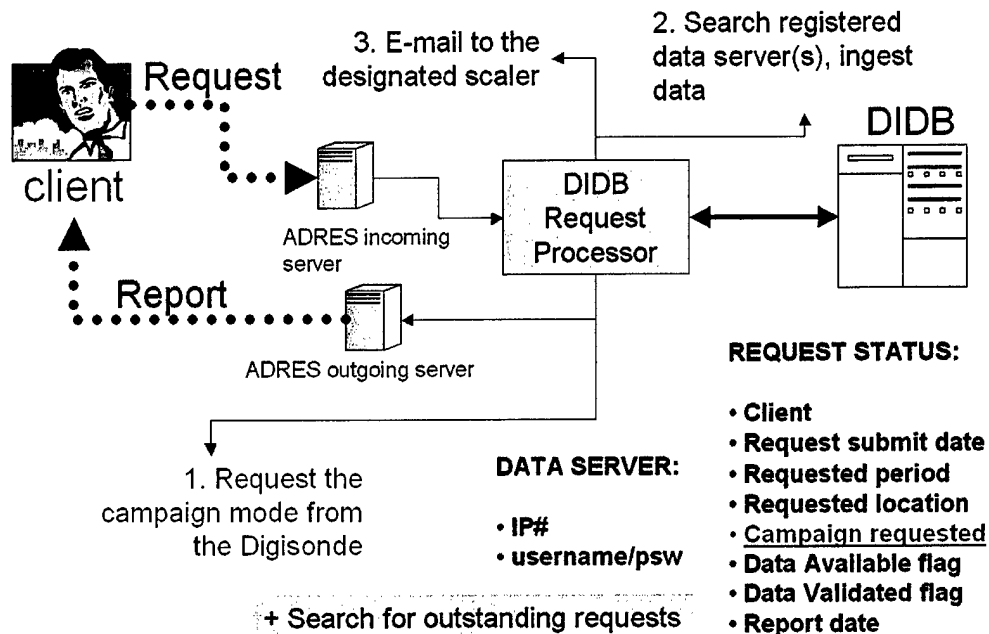 Request
client
3. E-mail to the
designated scaler
2. Search registered
data server(s), ingest
data
DIDB
DIDB
Request
Processor
ADRES incoming
server
Report
ADRES outgoing server
1. Request the
campaign mode from
the Digisonde
DATA SERVER:
• IP#
• username/psw
REQUEST STATUS:
• Client
• Request submit date
• Requested period
• Requested location
• Campaign requested
• Data Available flag
• Data Validated flag
• Report date
+ Search for outstanding requests